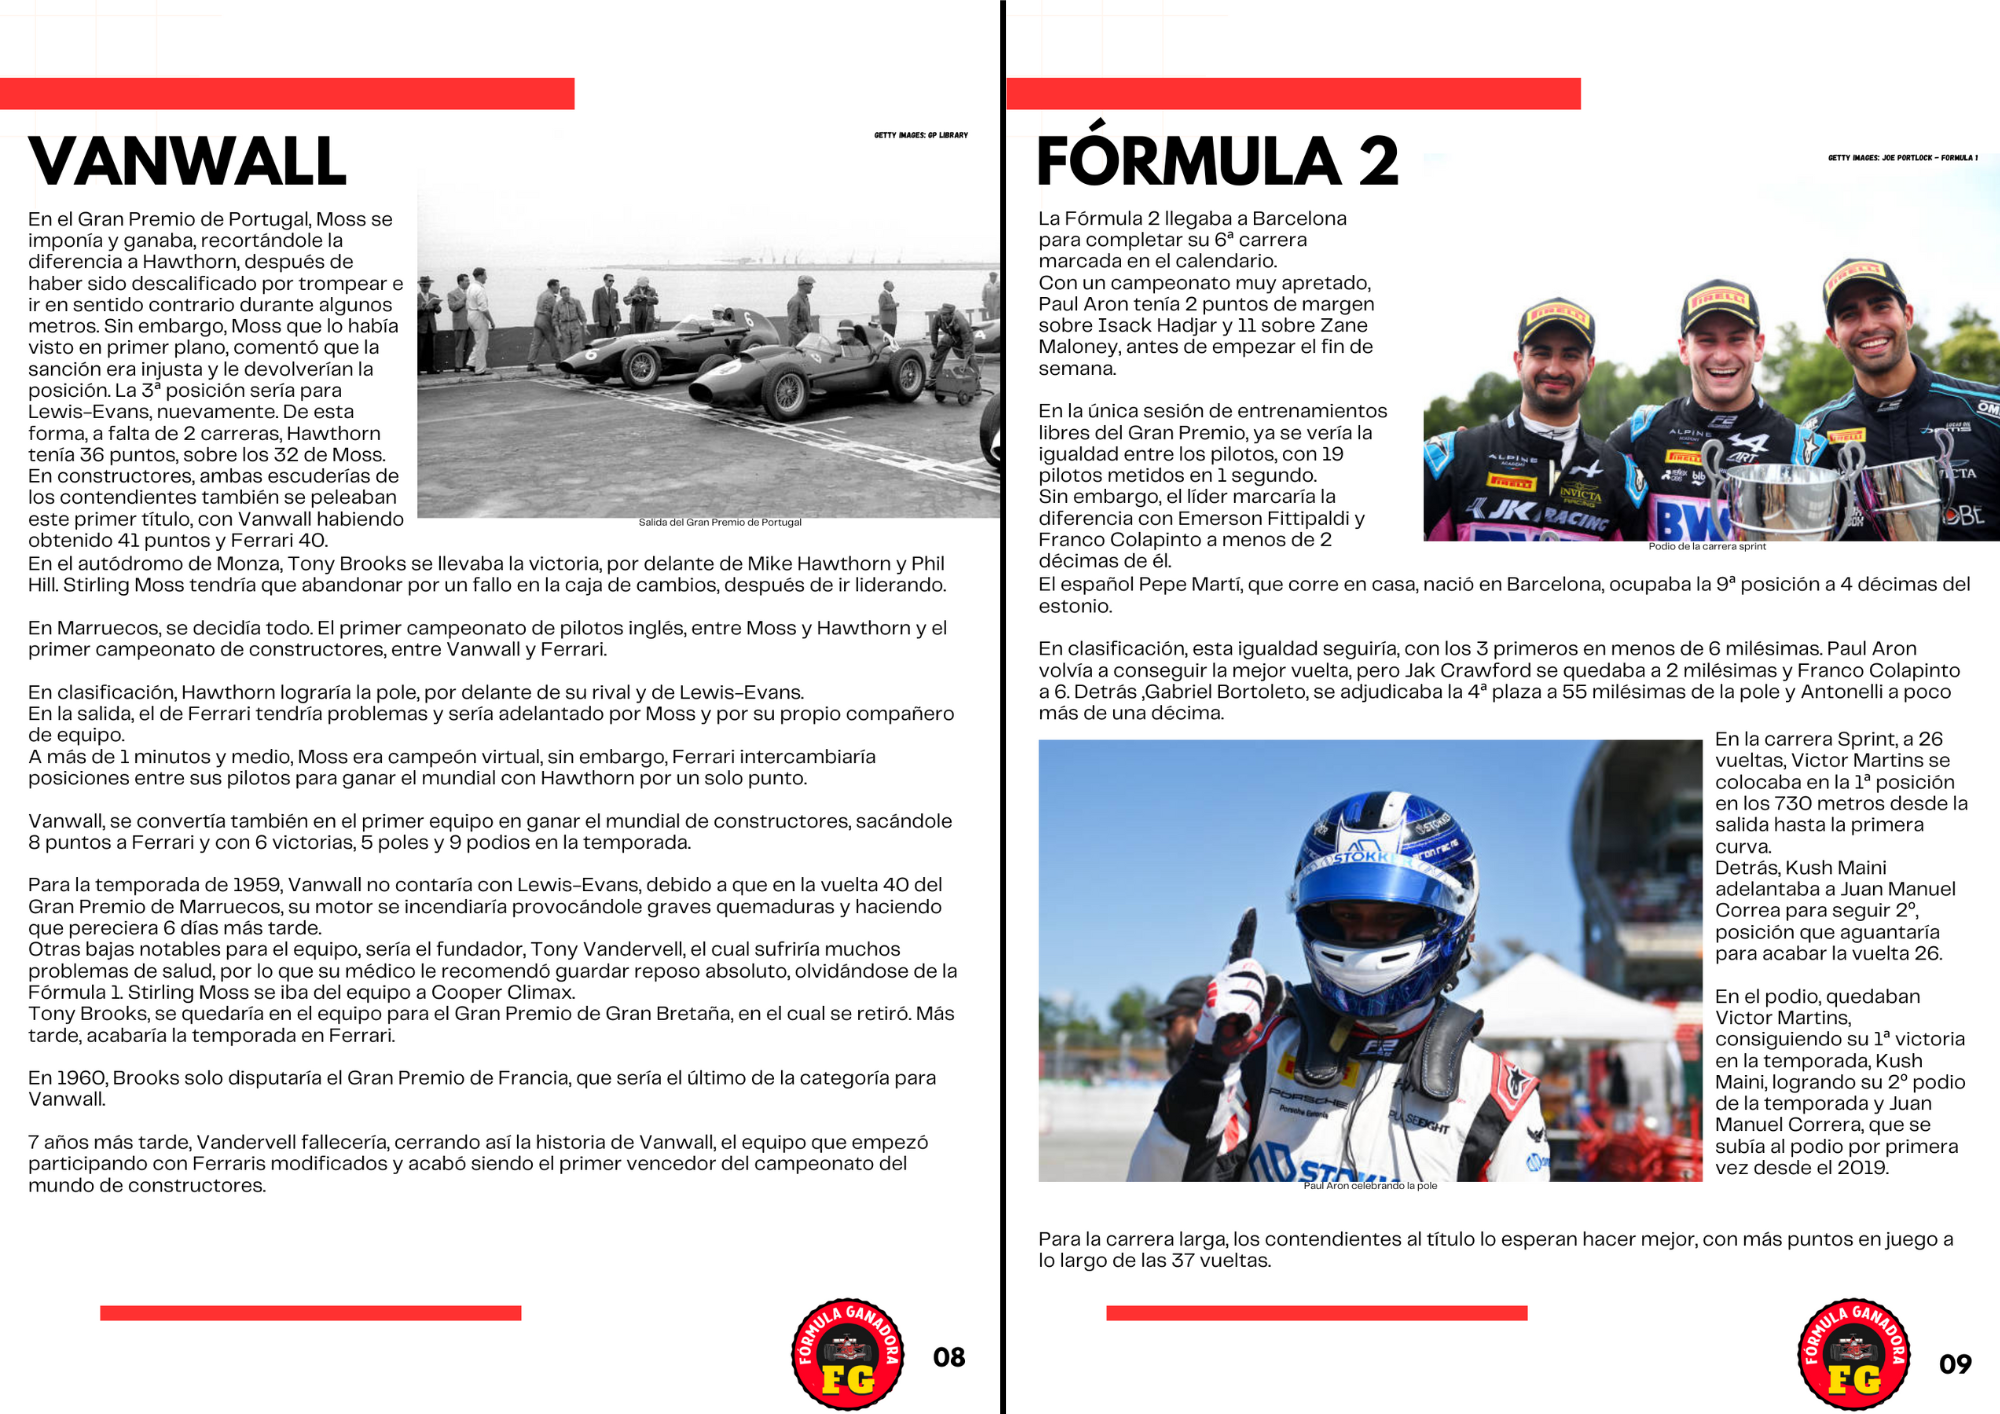 VANWALL
GETTY IMAGES: GP LIBRARY
En el Gran Premio de Portugal, Moss se
imponía y ganaba, recortándole la
diferencia a Hawthorn, después de
haber sido descalificado por trompear e
ir en sentido contrario durante algunos
metros. Sin embargo, Moss que lo había
visto en primer plano, comentó que la
sanción era injusta y le devolverían la
posición. La 3ª posición sería para
Lewis-Evans, nuevamente. De esta
forma, a falta de 2 carreras, Hawthorn
tenía 36 puntos, sobre los 32 de Moss.
En constructores, ambas escuderías de
los contendientes también se peleaban
este primer título, con Vanwall habiendo
obtenido 41 puntos y Ferrari 40.
Salida del Gran Premio de Portugal
En el autódromo de Monza, Tony Brooks se llevaba la victoria, por delante de Mike Hawthorn y Phil
Hill. Stirling Moss tendría que abandonar por un fallo en la caja de cambios, después de ir liderando.
En Marruecos, se decidía todo. El primer campeonato de pilotos inglés, entre Moss y Hawthorn y el
primer campeonato de constructores, entre Vanwall y Ferrari.
En clasificación, Hawthorn lograría la pole, por delante de su rival y de Lewis-Evans.
En la salida, el de Ferrari tendría problemas y sería adelantado por Moss y por su propio compañero
de equipo.
A más de 1 minutos y medio, Moss era campeón virtual, sin embargo, Ferrari intercambiaría
posiciones entre sus pilotos para ganar el mundial con Hawthorn por un solo punto.
Vanwall, se convertía también en el primer equipo en ganar el mundial de constructores, sacándole
8 puntos a Ferrari y con 6 victorias, 5 poles y 9 podios en la temporada.
Para la temporada de 1959, Vanwall no contaría con Lewis-Evans, debido a que en la vuelta 40 del
Gran Premio de Marruecos, su motor se incendiaría provocándole graves quemaduras y haciendo
que pereciera 6 días más tarde.
Otras bajas notables para el equipo, sería el fundador, Tony Vandervell, el cual sufriría muchos
problemas de salud, por lo que su médico le recomendó guardar reposo absoluto, olvidándose de la
Fórmula 1. Stirling Moss se iba del equipo a Cooper Climax.
Tony Brooks, se quedaría en el equipo para el Gran Premio de Gran Bretaña, en el cual se retiró. Más
tarde, acabaría la temporada en Ferrari.
En 1960, Brooks solo disputaría el Gran Premio de Francia, que sería el último de la categoría para
Vanwall.
7 años más tarde, Vandervell fallecería, cerrando así la historia de Vanwall, el equipo que empezó
participando con Ferraris modificados y acabó siendo el primer vencedor del campeonato del
mundo de constructores.
FÓRMULA GANADORA
FG
08
FÓRMULA 2
GETTY IMAGES: JOE PORTLOCK - FORMULA 1
La Fórmula 2 llegaba a Barcelona
para completar su 6ª carrera
marcada en el calendario.
Con un campeonato muy apretado,
Paul Aron tenía 2 puntos de margen
sobre Isack Hadjar y 11 sobre Zane
Maloney, antes de empezar el fin de
semana.
En la única sesión de entrenamientos
libres del Gran Premio, ya se vería la
igualdad entre los pilotos, con 19
pilotos metidos en 1 segundo.
Sin embargo, el líder marcaría la
diferencia con Emerson Fittipaldi y
Franco Colapinto a menos de 2
décimas de él.
PIRELLI
PIRELLI
PIRELLI
ALPINE
PIRELLI
INVICTA
JK RACING
ALPINE
PIRELLI
ART
BW
PIRELLI
Podio de la carrera sprint
El español Pepe Martí, que corre en casa, nació en Barcelona, ocupaba la 9ª posición a 4 décimas del
estonio.
En clasificación, esta igualdad seguiría, con los 3 primeros en menos de 6 milésimas. Paul Aron
volvía a conseguir la mejor vuelta, pero Jak Crawford se quedaba a 2 milésimas y Franco Colapinto
a 6. Detrás ,Gabriel Bortoleto, se adjudicaba la 4ª plaza a 55 milésimas de la pole y Antonelli a poco
más de una décima.
STOKK
aron racing
F2
PORSCHE
PULSEEIGHT
STOKK
Paul Aron celebrando la pole
En la carrera Sprint, a 26
vueltas, Victor Martins se
colocaba en la 1ª posición
en los 730 metros desde la
salida hasta la primera
curva.
Detrás, Kush Maini
adelantaba a Juan Manuel
Correa para seguir 2º,
posición que aguantaría
para acabar la vuelta 26.
En el podio, quedaban
Victor Martins,
consiguiendo su 1ª victoria
en la temporada, Kush
Maini, logrando su 2º podio
de la temporada y Juan
Manuel Correra, que se
subía al podio por primera
vez desde el 2019.
Para la carrera larga, los contendientes al título lo esperan hacer mejor, con más puntos en juego a
lo largo de las 37 vueltas.
FÓRMULA GANADORA
FG
09